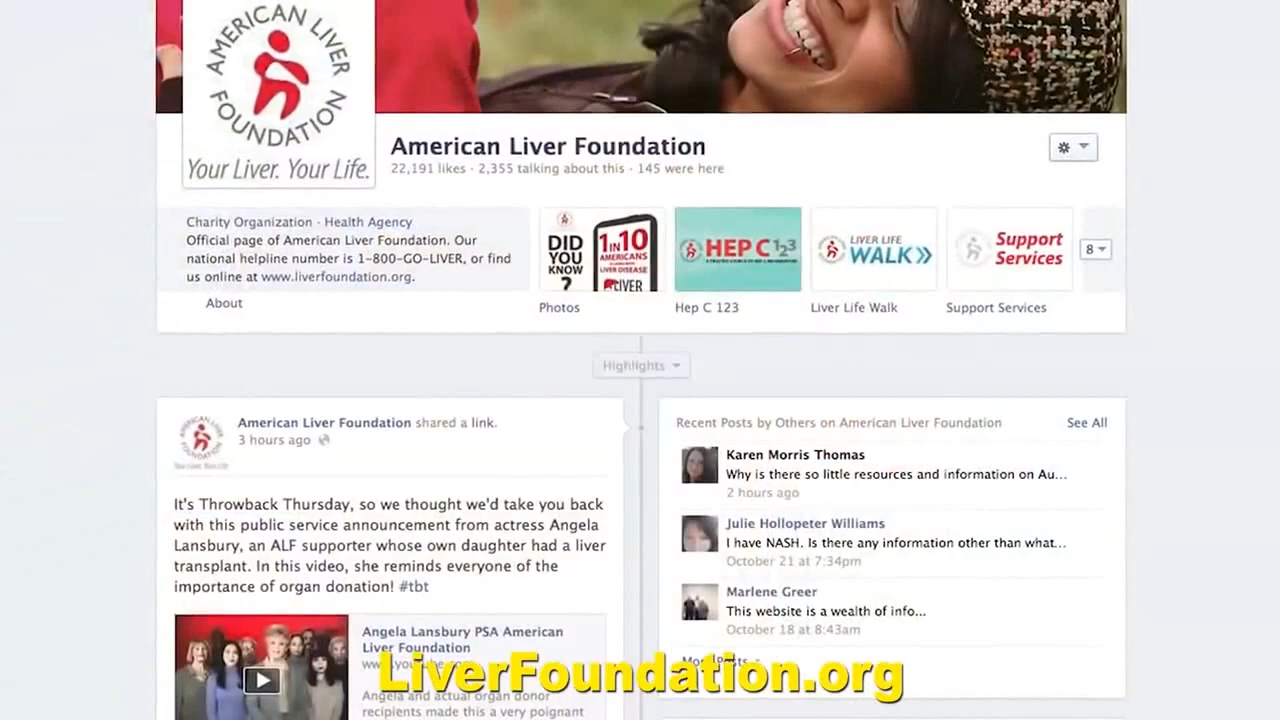 AMERICAN LIVER FOUNDATION
Your Liver. Your Life.
American Liver Foundation
22,191 likes · 2,355 talking about this · 145 were here
Charity Organization · Health Agency
Official page of American Liver Foundation. Our
national helpline number is 1-800-GO-LIVER, or find
us online at www.liverfoundation.org.
About
DID
YOU
KNOW
?
1 IN 10
AMERICANS
LIVER DISEASE
LIVER
Photos
HEP C 123
Hep C 123
LIVER LIFE
WALK
Liver Life Walk
Support
Services
Support Services
8
Highlights
American Liver Foundation shared a link.
3 hours ago
It's Throwback Thursday, so we thought we'd take you back
with this public service announcement from actress Angela
Lansbury, an ALF supporter whose own daughter had a liver
transplant. In this video, she reminds everyone of the
importance of organ donation! #tbt
Angela Lansbury PSA American
Liver Foundation
Angela and actual organ donor
recipients made this a very poignant
Recent Posts by Others on American Liver Foundation
See All
Karen Morris Thomas
Why is there so little resources and information on Au...
2 hours ago
Julie Hollopeter Williams
I have NASH. Is there any information other than what...
October 21 at 7:34pm
Marlene Greer
This website is a wealth of info...
October 18 at 8:43am
LiverFoundation.org